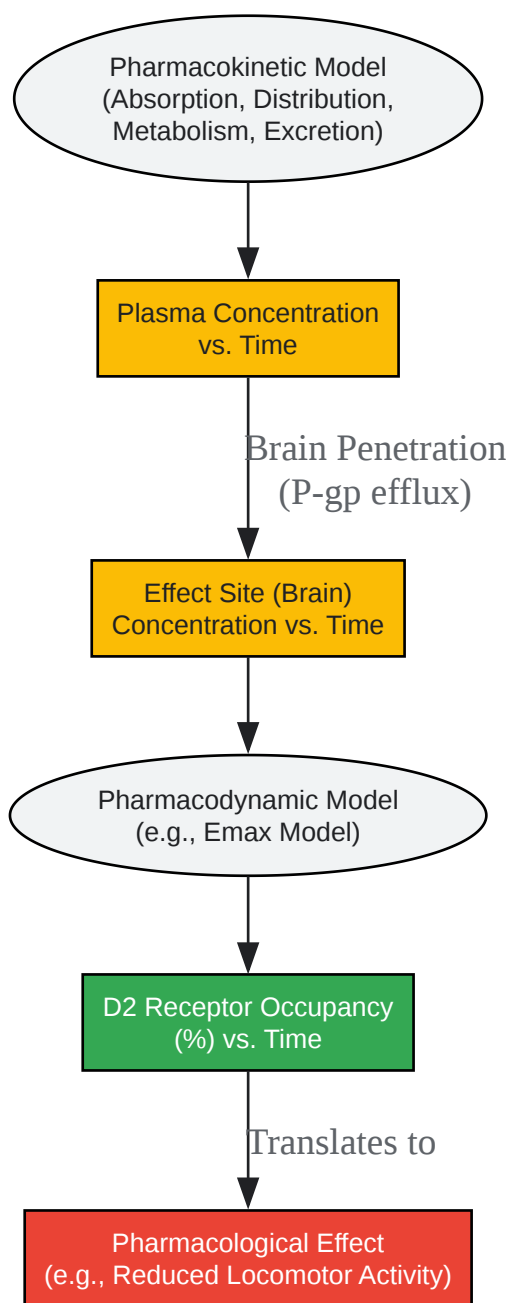 Pharmacokinetic Model
(Absorption, Distribution,
Metabolism, Excretion)
Plasma Concentration
vs. Time
Brain Penetration
(P-gp efflux)
Effect Site (Brain)
Concentration vs. Time
Pharmacodynamic Model
(e.g., Emax Model)
D2 Receptor Occupancy
(%) vs. Time
Translates to
Pharmacological Effect
(e.g., Reduced Locomotor Activity)